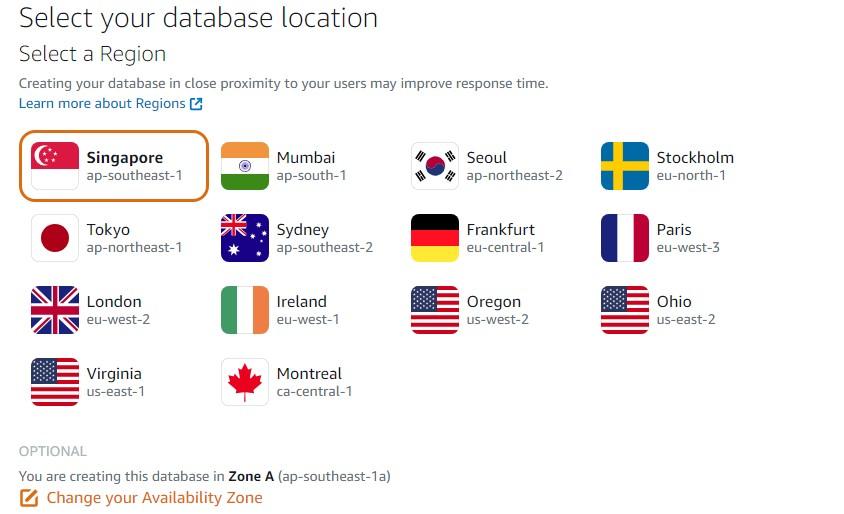 Select your database location
Select a Region
Creating your database in close proximity to your users may improve response time.
Learn more about Regions
Singapore
ap-southeast-1
Mumbai
ap-south-1
Seoul
ap-northeast-2
Stockholm
eu-north-1
Tokyo
ap-northeast-1
Sydney
ap-southeast-2
Frankfurt
eu-central-1
Paris
eu-west-3
London
eu-west-2
Ireland
eu-west-1
Oregon
us-west-2
Ohio
us-east-2
Virginia
us-east-1
Montreal
ca-central-1
OPTIONAL
You are creating this database in Zone A (ap-southeast-1a)
Change your Availability Zone